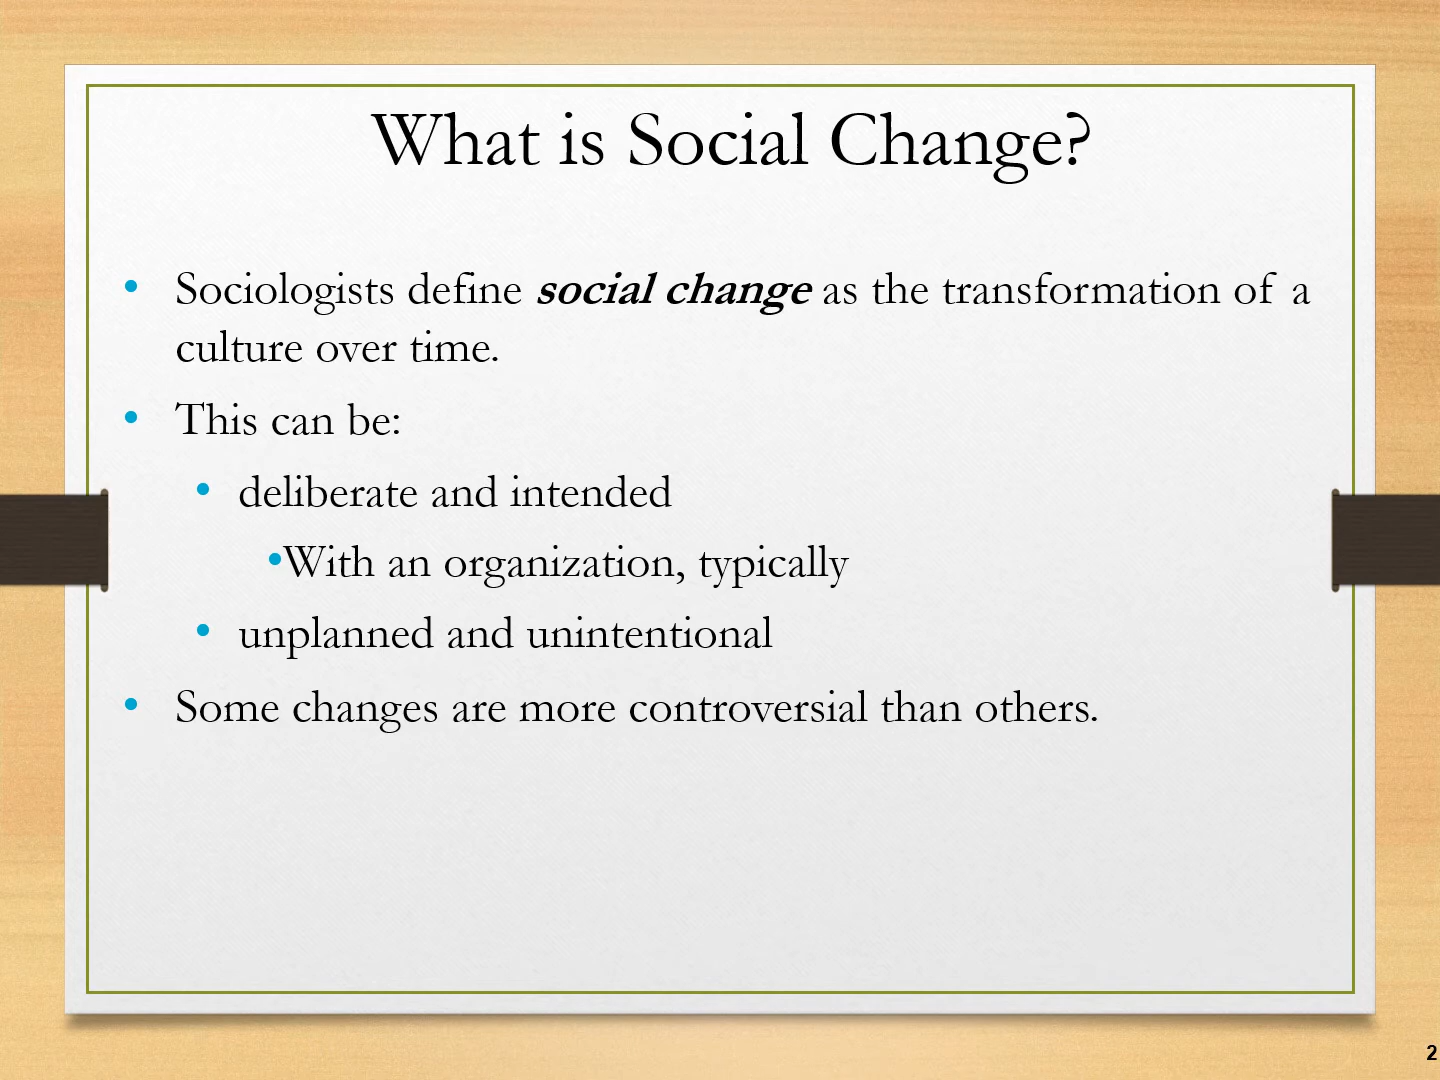 What is Social Change?
• Sociologists define social change as the transformation of a
culture over time.
• This can be:
• deliberate and intended
•With an organization, typically
• unplanned and unintentional
• Some changes are more controversial than others.
2